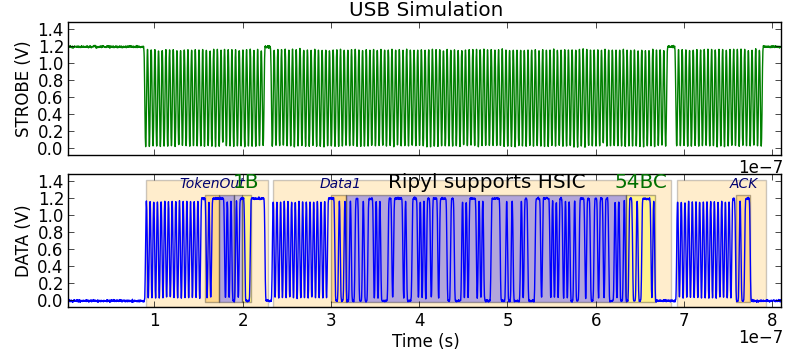 USB Simulation
STROBE (V)
1.4
1.2
1.0
0.8
0.6
0.4
0.2
0.0
1e−7
DATA (V)
1.4
1.2
1.0
0.8
0.6
0.4
0.2
0.0
TokenOut
1B
Data1
Ripyl supports HSIC
54BC
ACK
1 2 3 4 5 6 7 8
Time (s)
1e−7